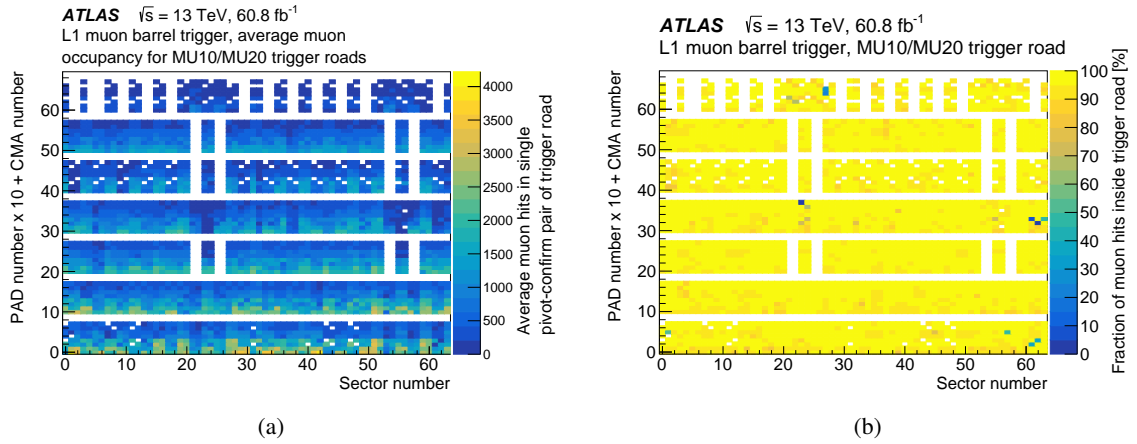 ATLAS √s = 13 TeV, 60.8 fb⁻¹
L1 muon barrel trigger, average muon
occupancy for MU10/MU20 trigger roads
PAD number x 10 + CMA number
60
50
40
30
20
10
0
0 10 20 30 40 50 60
Sector number
4000
3500
3000
2500
2000
1500
1000
500
0
Average muon hits in single
pivot-confirm pair of trigger road
(a)
ATLAS √s = 13 TeV, 60.8 fb⁻¹
L1 muon barrel trigger, MU10/MU20 trigger road
PAD number x 10 + CMA number
60
50
40
30
20
10
0
0 10 20 30 40 50 60
Sector number
100
90
80
70
60
50
40
30
20
10
0
Fraction of muon hits inside trigger road [%]
(b)